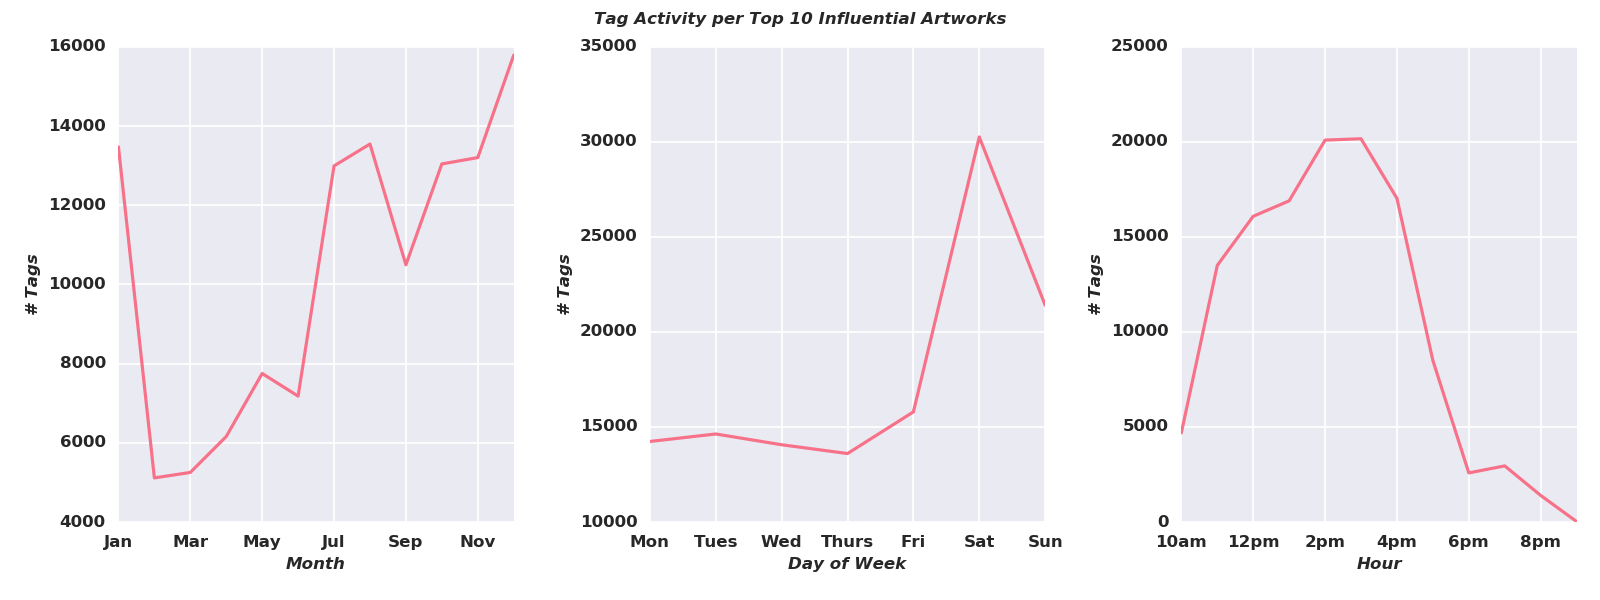 Tag Activity per Top 10 Influential Artworks
16000
14000
12000
10000
8000
6000
4000
# Tags
Jan Mar May Jul Sep Nov
Month
35000
30000
25000
20000
15000
10000
# Tags
Mon Tues Wed Thurs Fri Sat Sun
Day of Week
25000
20000
15000
10000
5000
0
# Tags
10am 12pm 2pm 4pm 6pm 8pm
Hour